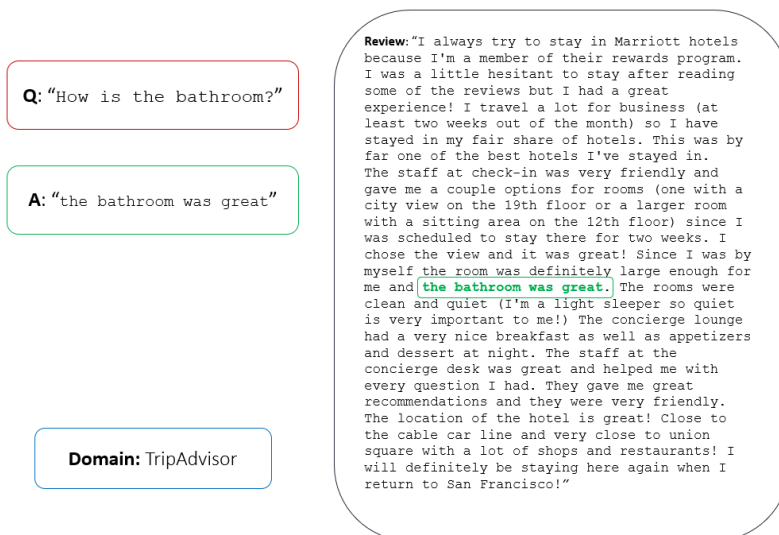 Q: “How is the bathroom?”
A: “the bathroom was great”
Domain: TripAdvisor
Review: “I always try to stay in Marriott hotels
because I'm a member of their rewards program.
I was a little hesitant to stay after reading
some of the reviews but I had a great
experience! I travel a lot for business (at
least two weeks out of the month) so I have
stayed in my fair share of hotels. This was by
far one of the best hotels I've stayed in.
The staff at check-in was very friendly and
gave me a couple options for rooms (one with a
city view on the 19th floor or a larger room
with a sitting area on the 12th floor) since I
was scheduled to stay there for two weeks. I
chose the view and it was great! Since I was by
myself the room was definitely large enough for
me and the bathroom was great. The rooms were
clean and quiet (I'm a light sleeper so quiet
is very important to me!) The concierge lounge
had a very nice breakfast as well as appetizers
and dessert at night. The staff at the
concierge desk was great and helped me with
every question I had. They gave me great
recommendations and they were very friendly.
The location of the hotel is great! Close to
the cable car line and very close to union
square with a lot of shops and restaurants! I
will definitely be staying here again when I
return to San Francisco!”